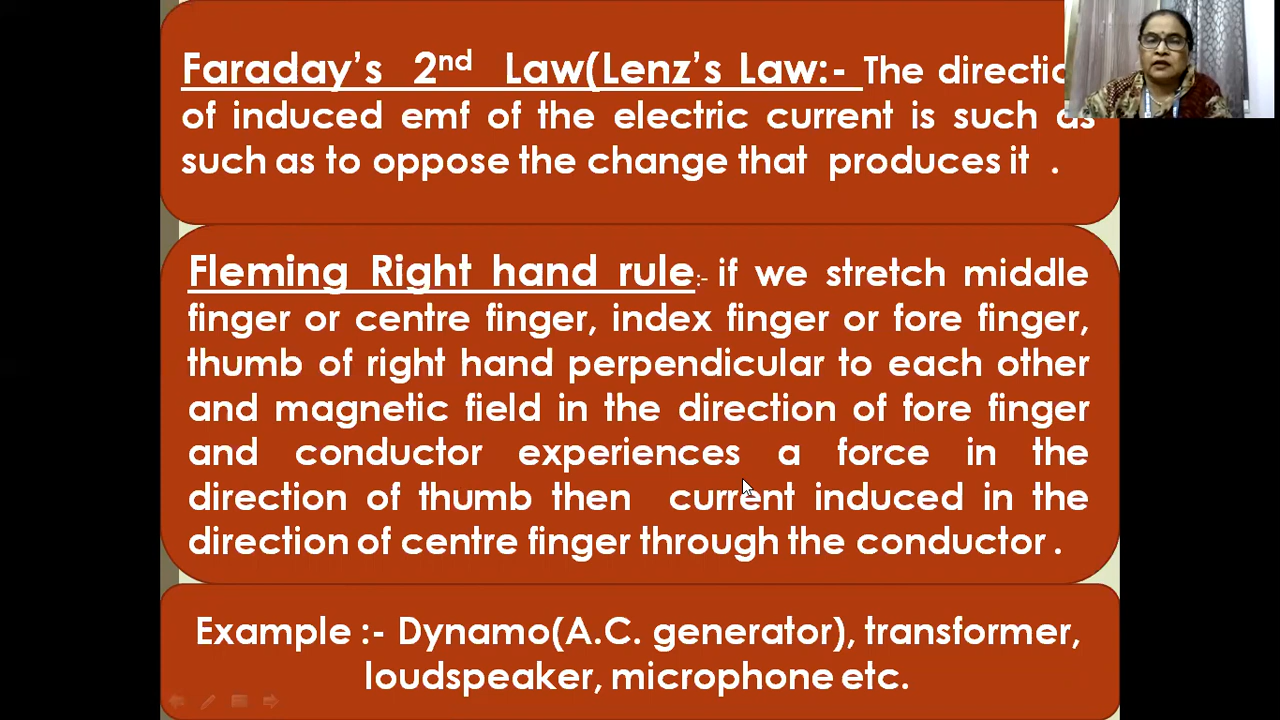 Faraday's 2nd Law(Lenz's Law:- The directio
of induced emf of the electric current is such as
such as to oppose the change that produces it .
Fleming Right hand rule:- if we stretch middle
finger or centre finger, index finger or fore finger,
thumb of right hand perpendicular to each other
and magnetic field in the direction of fore finger
and conductor experiences a force in the
direction of thumb then current induced in the
direction of centre finger through the conductor .
Example :- Dynamo(A.C. generator), transformer,
loudspeaker, microphone etc.